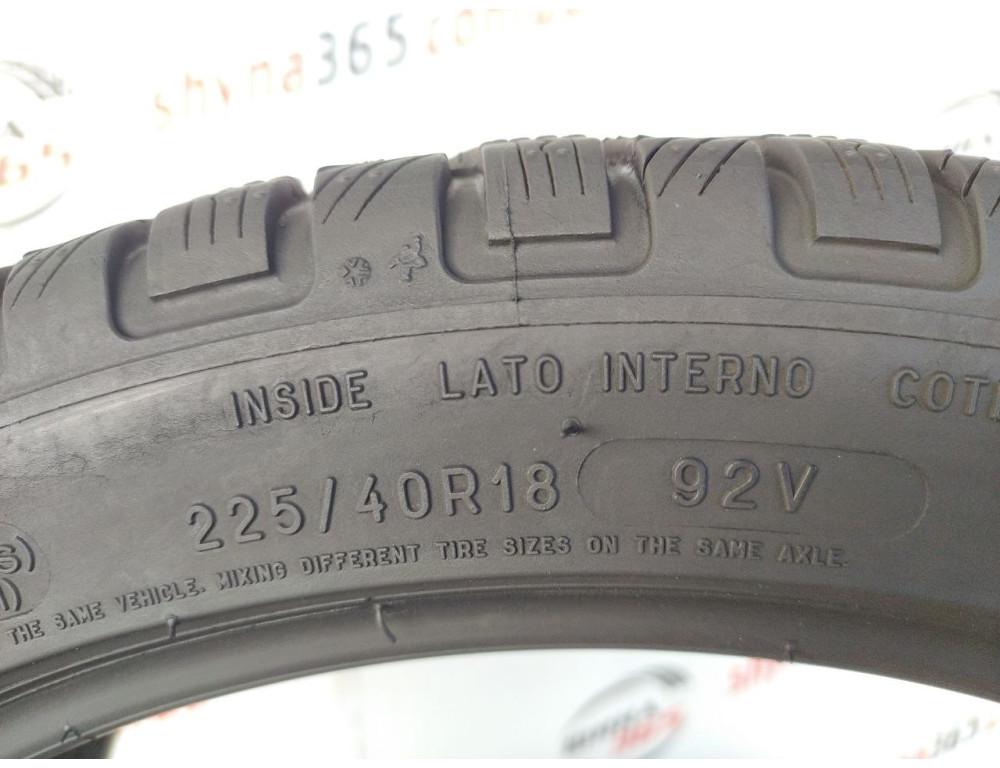 shyna365.com
INSIDE LATO INTERNO COTI
225/40R18 92V
THE SAME VEHICLE. MIXING DIFFERENT TIRE SIZES ON THE SAME AXLE